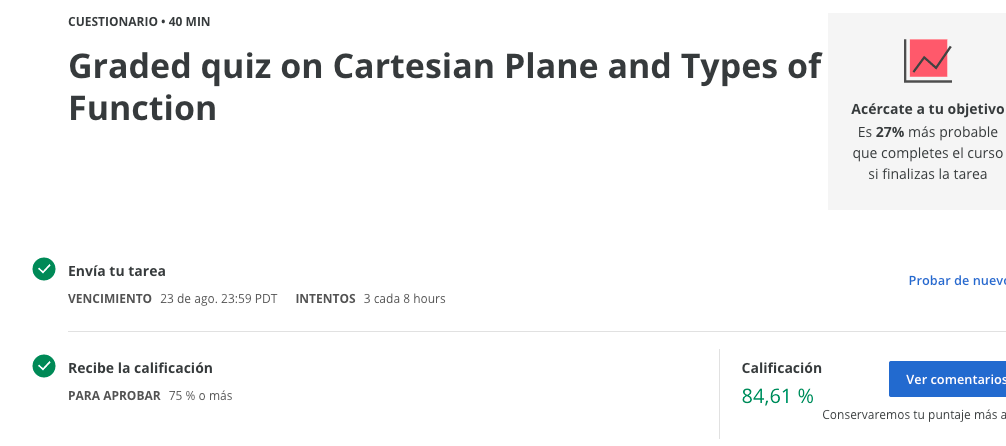 CUESTIONARIO • 40 MIN
Graded quiz on Cartesian Plane and Types of
Function
Acércate a tu objetivo
Es 27% más probable
que completes el curso
si finalizas la tarea
Envía tu tarea
VENCIMIENTO 23 de ago. 23:59 PDT INTENTOS 3 cada 8 hours
Probar de nuevo
Recibe la calificación
PARA APROBAR 75 % o más
Calificación
84,61 %
Ver comentarios
Conservaremos tu puntaje más a